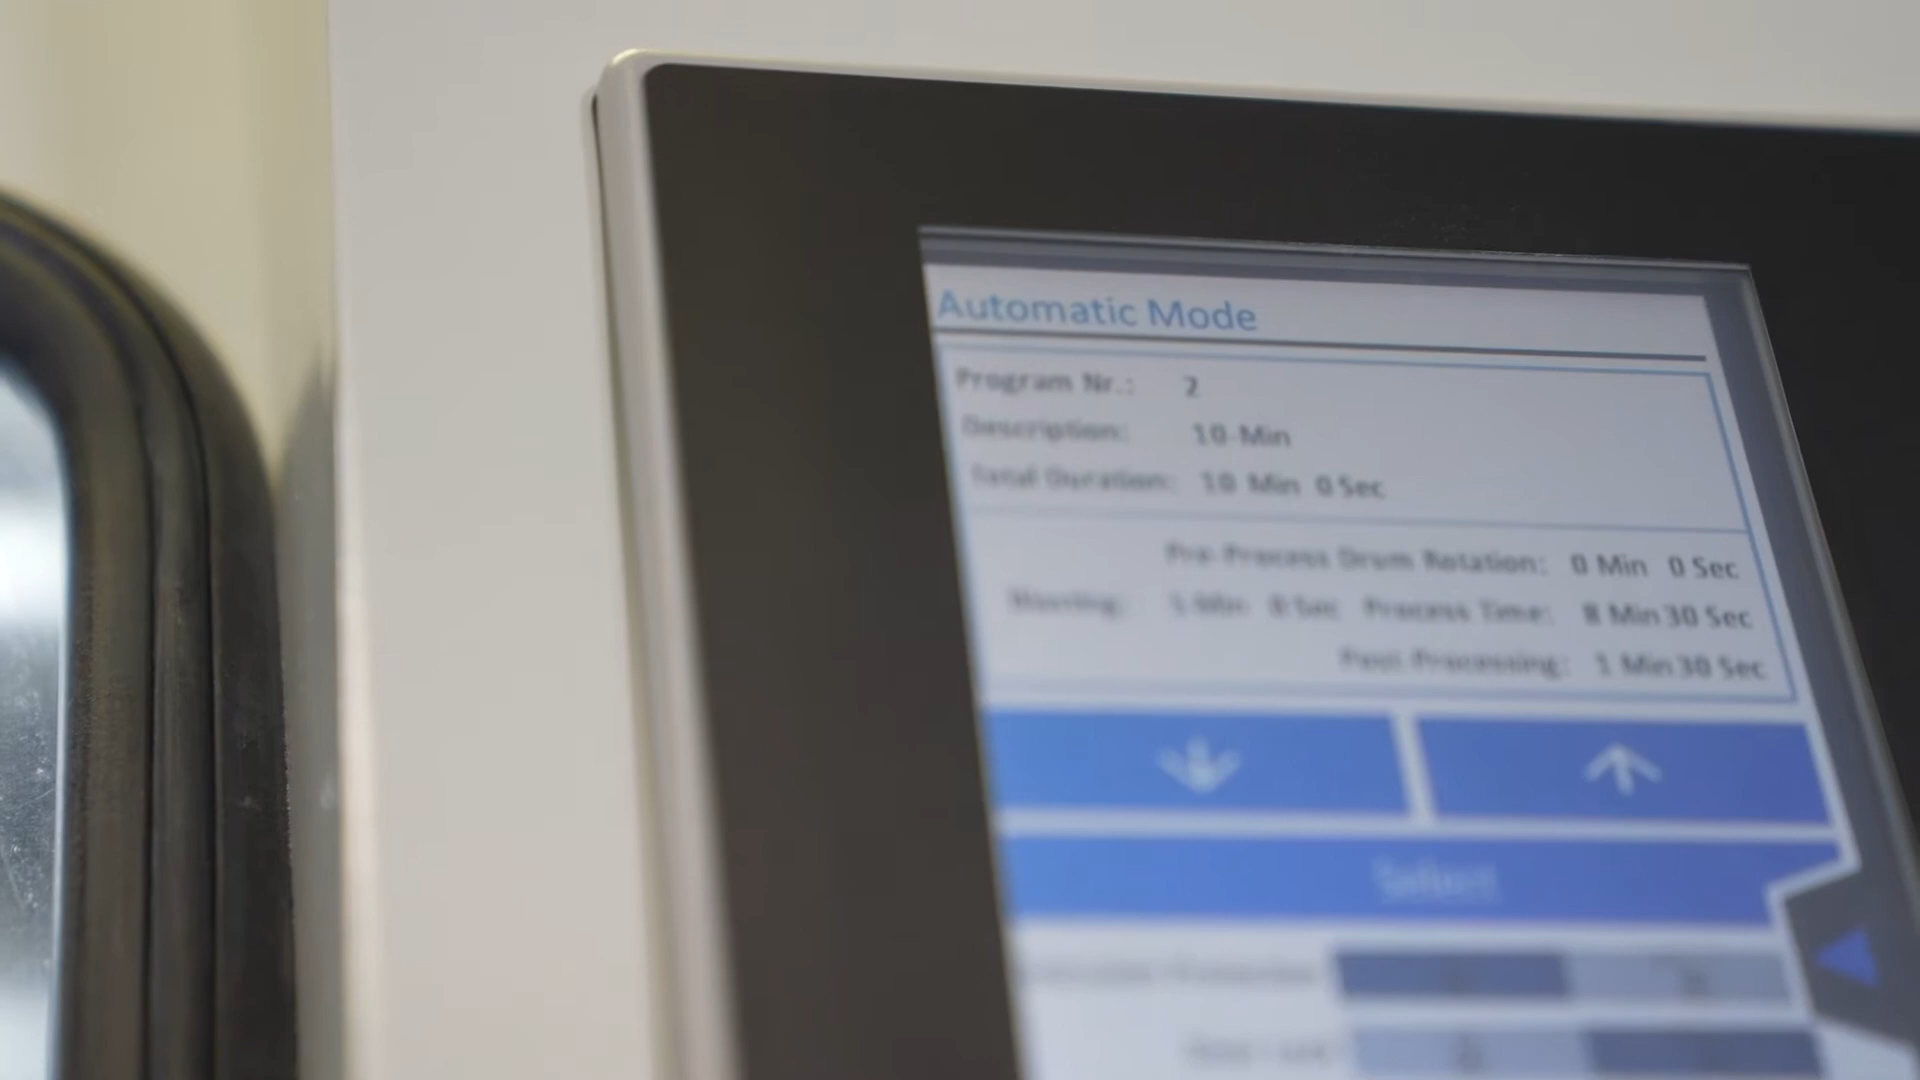 Automatic Mode
Program Nr.: 2
Description: 10 Min
Total Duration: 10 Min 0 Sec
Pre-Process Drum Rotation: 0 Min 0 Sec
Process Time: 8 Min 30 Sec
Post Processing: 1 Min 30 Sec
Select